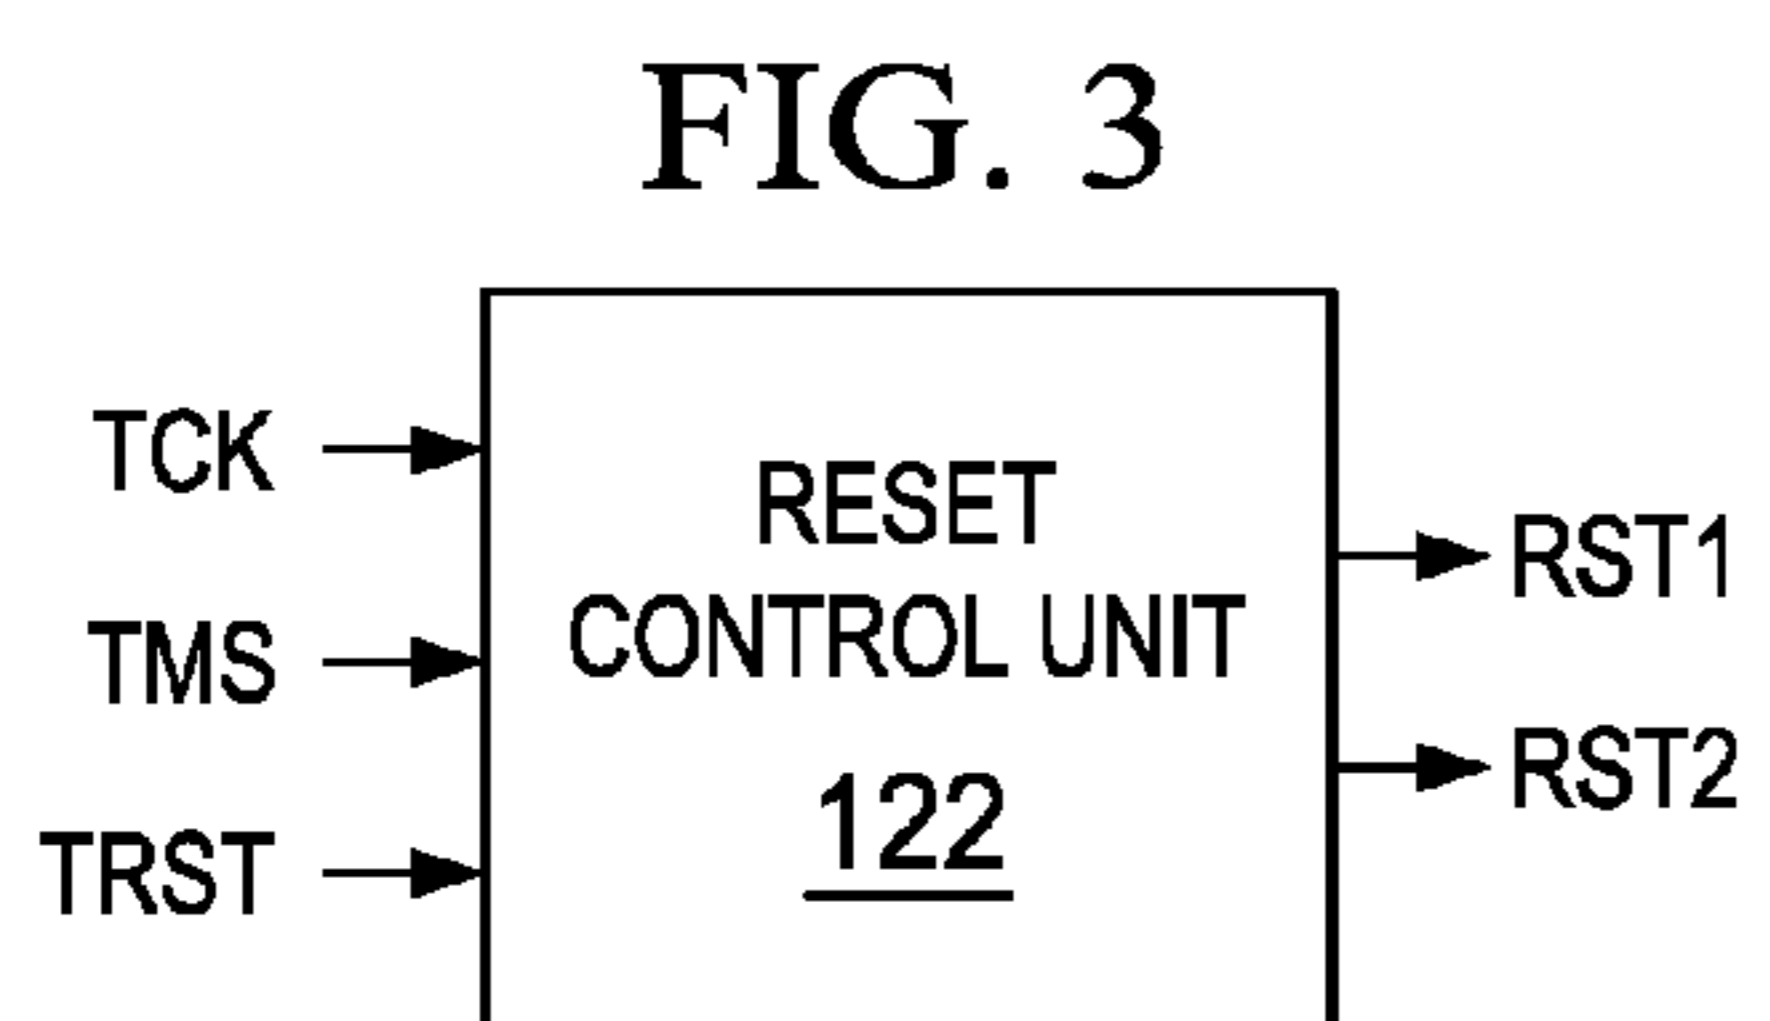 FIG. 3
TCK
TMS
TRST
RESET
CONTROL UNIT
122
RST1
RST2